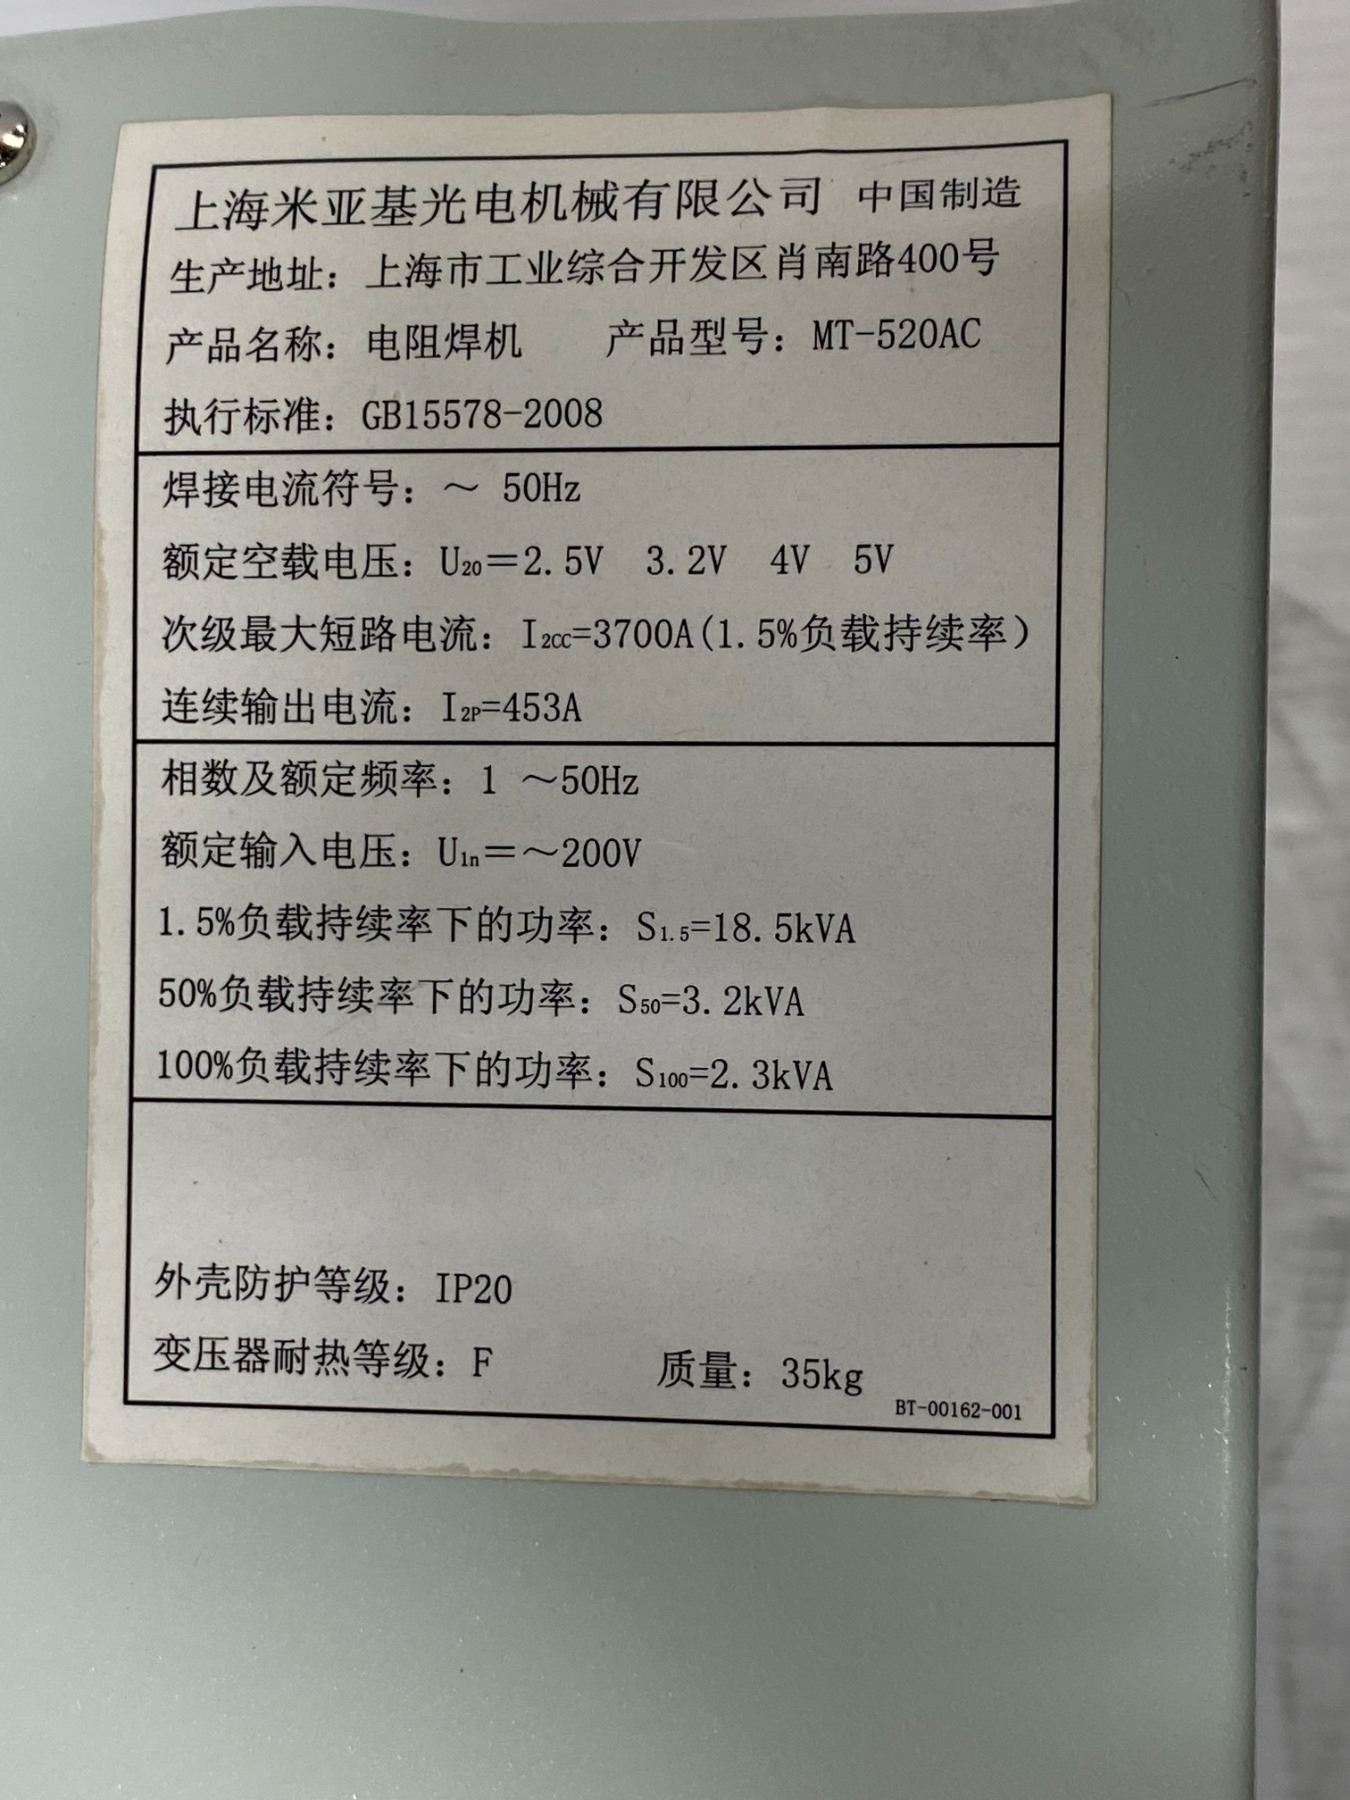 上海米亚基光电机械有限公司 中国制造
生产地址：上海市工业综合开发区肖南路400号
产品名称：电阻焊机 产品型号：MT-520AC
执行标准：GB15578-2008
焊接电流符号：～ 50Hz
额定空载电压：U20＝2.5V 3.2V 4V 5V
次级最大短路电流：I2CC=3700A(1.5%负载持续率）
连续输出电流：I2P=453A
相数及额定频率：1 ～50Hz
额定输入电压：U1n＝～200V
1.5%负载持续率下的功率：S1.5=18.5kVA
50%负载持续率下的功率：S50=3.2kVA
100%负载持续率下的功率：S100=2.3kVA
外壳防护等级：IP20
变压器耐热等级：F 质量：35kg
BT-00162-001